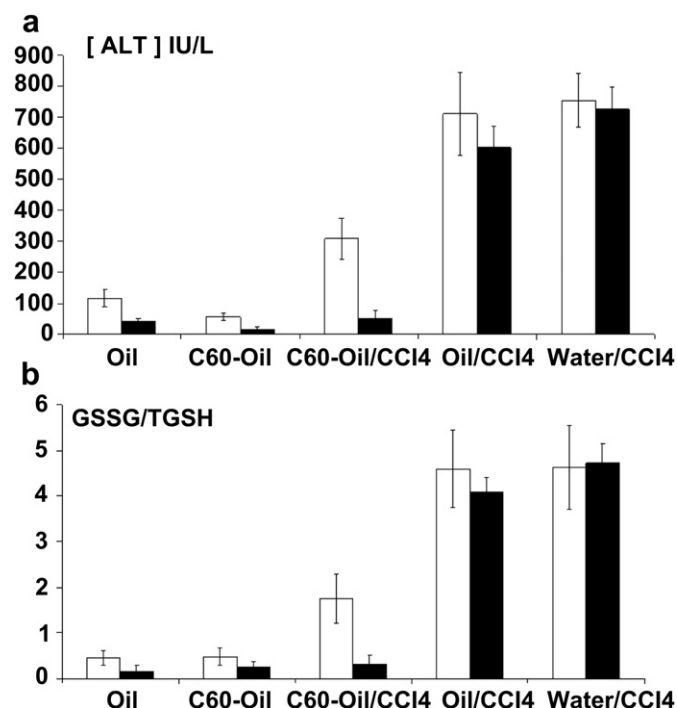 a
[ ALT ] IU/L
900
800
700
600
500
400
300
200
100
0
Oil C60-Oil C60-Oil/CCl4 Oil/CCl4 Water/CCl4
b
GSSG/TGSH
6
5
4
3
2
1
0
Oil C60-Oil C60-Oil/CCl4 Oil/CCl4 Water/CCl4